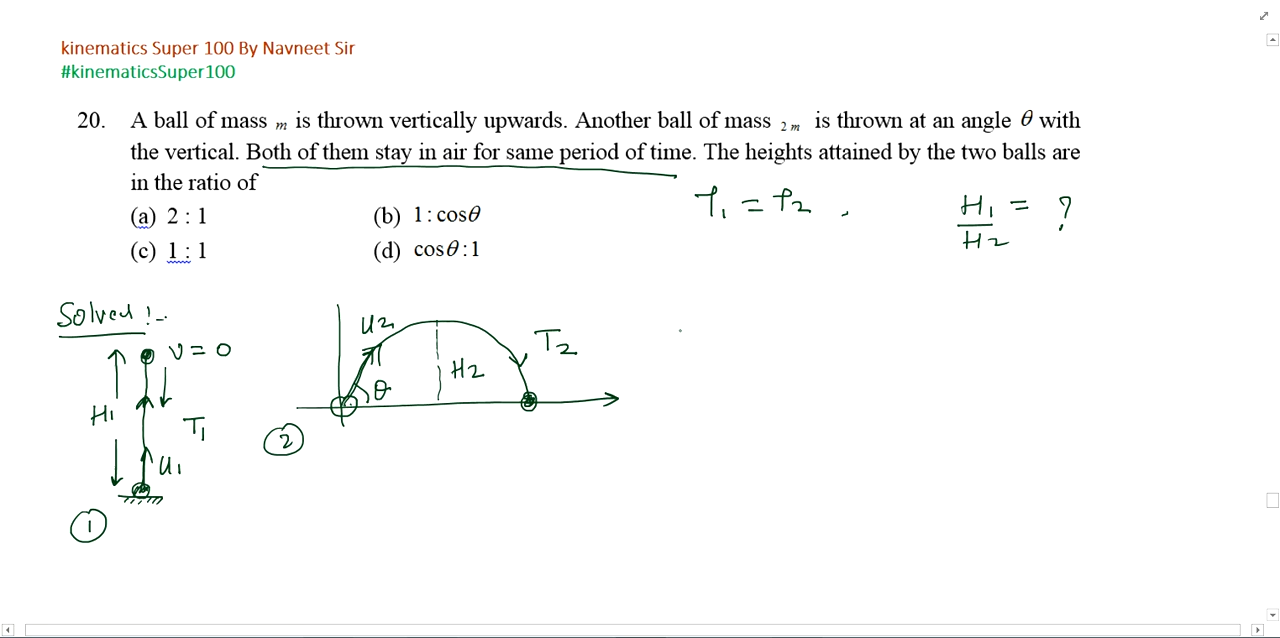 kinematics Super 100 By Navneet Sir
#kinematicsSuper100
20. A ball of mass m is thrown vertically upwards. Another ball of mass 2m is thrown at an angle θ with
the vertical. Both of them stay in air for same period of time. The heights attained by the two balls are
in the ratio of
(a) 2 : 1 (b) 1 : cosθ
(c) 1 : 1 (d) cosθ : 1
T1 = T2 .
H1/H2 = ?
Solved :-
v = 0
H1
T1
u1
1
u2
θ
H2
T2
2